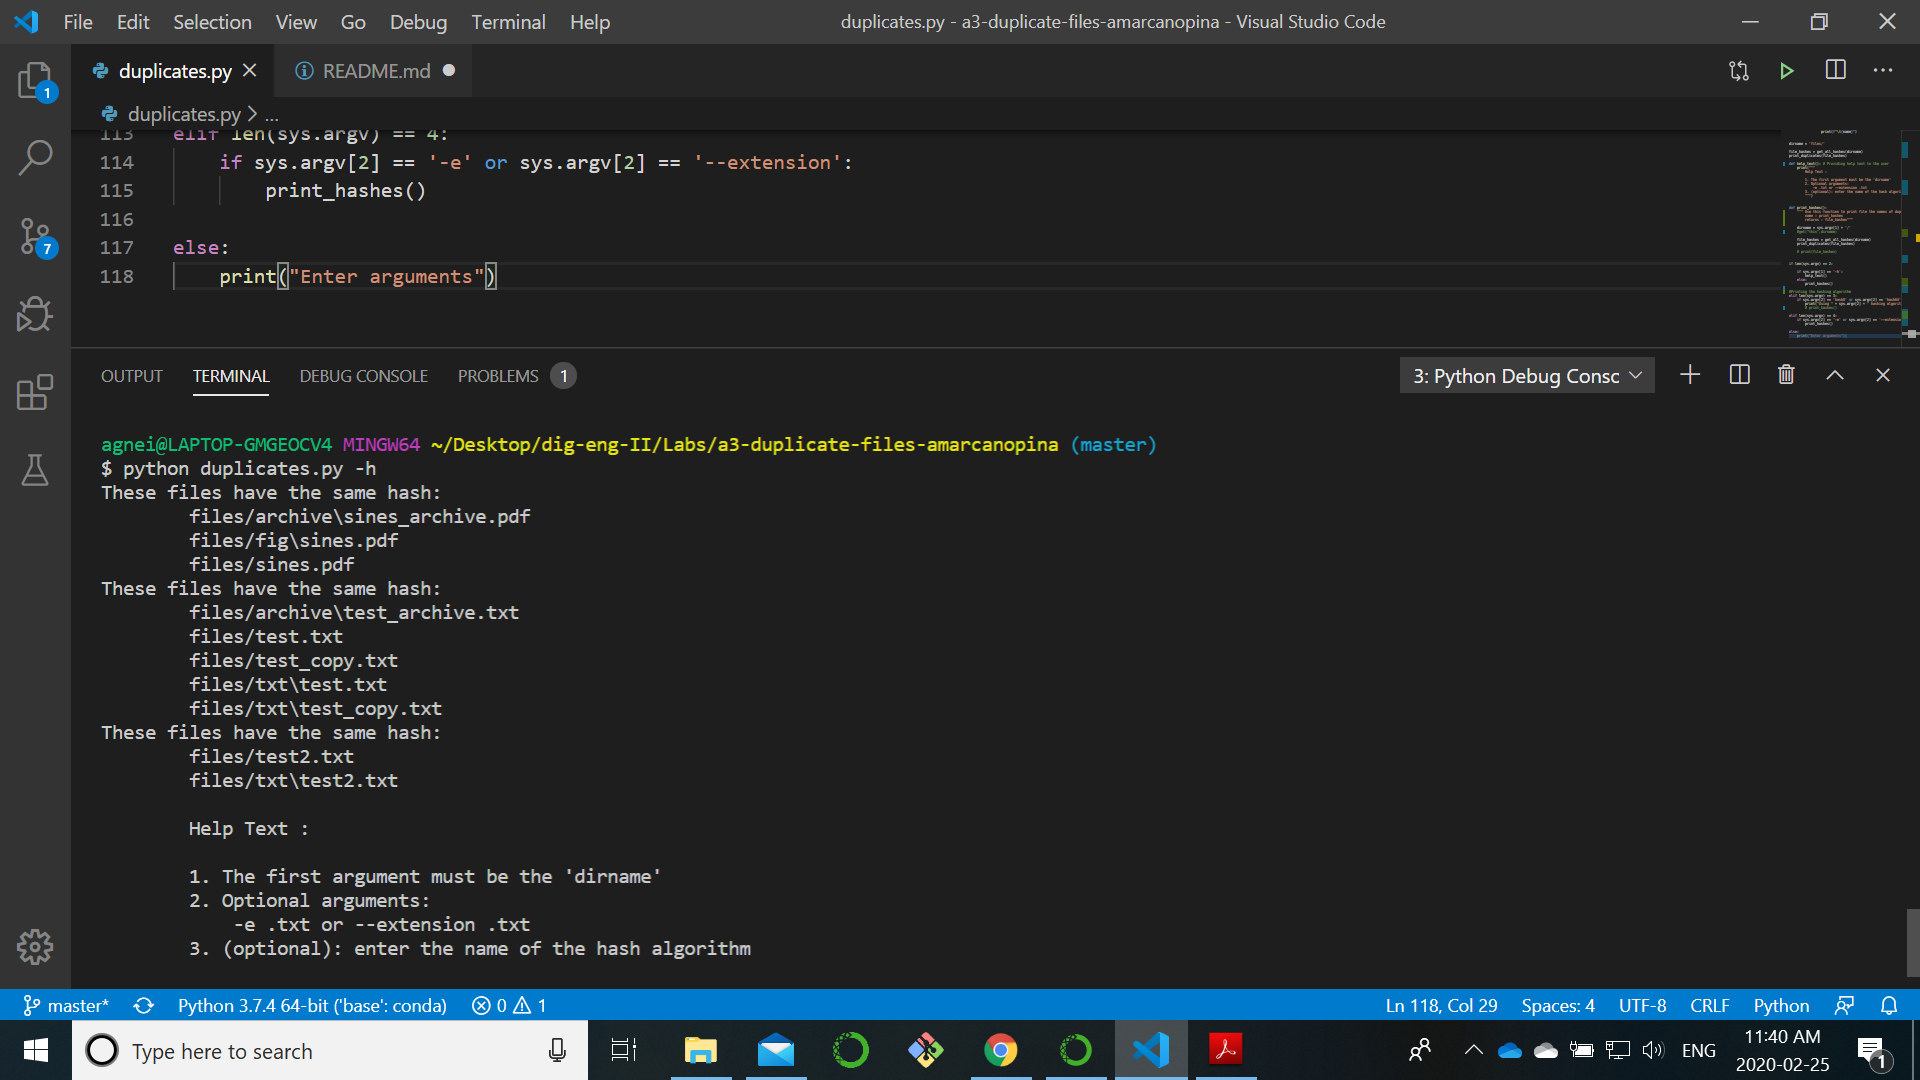 File Edit Selection View Go Debug Terminal Help
duplicates.py - a3-duplicate-files-amarcanopina - Visual Studio Code
duplicates.py
README.md
duplicates.py > ...
113 elif len(sys.argv) == 4:
114 if sys.argv[2] == '-e' or sys.argv[2] == '--extension':
115 print_hashes()
116
117 else:
118 print("Enter arguments")
1
7
OUTPUT TERMINAL DEBUG CONSOLE PROBLEMS 1
3: Python Debug Consc
agnei@LAPTOP-GMGEOCV4 MINGW64 ~/Desktop/dig-eng-II/Labs/a3-duplicate-files-amarcanopina (master)
$ python duplicates.py -h
These files have the same hash:
files/archive\sines_archive.pdf
files/fig\sines.pdf
files/sines.pdf
These files have the same hash:
files/archive\test_archive.txt
files/test.txt
files/test_copy.txt
files/txt\test.txt
files/txt\test_copy.txt
These files have the same hash:
files/test2.txt
files/txt\test2.txt
Help Text :
1. The first argument must be the 'dirname'
2. Optional arguments:
-e .txt or --extension .txt
3. (optional): enter the name of the hash algorithm
master* Python 3.7.4 64-bit ('base': conda) 0 1
Ln 118, Col 29 Spaces: 4 UTF-8 CRLF Python
Type here to search
ENG
11:40 AM
2020-02-25
1